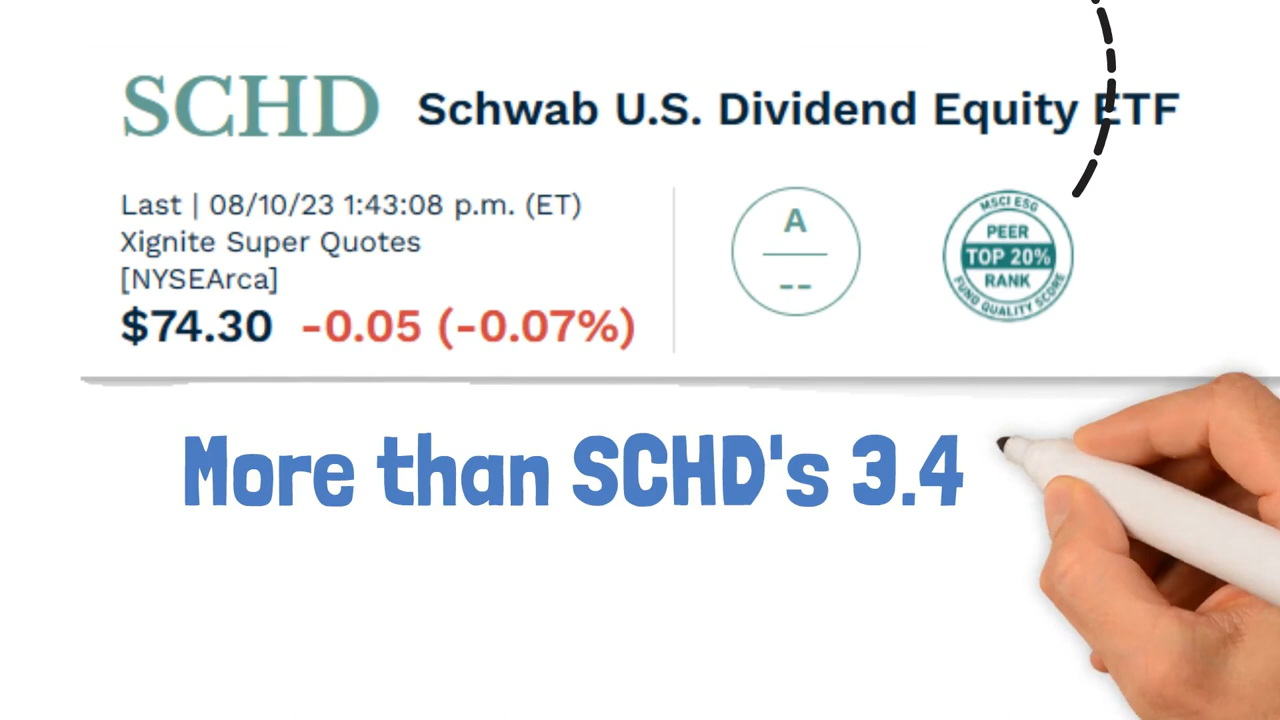 SCHD Schwab U.S. Dividend Equity ETF
Last | 08/10/23 1:43:08 p.m. (ET)
Xignite Super Quotes
[NYSEArca]
$74.30 -0.05 (-0.07%)
A
--
MSCI ESG
PEER
TOP 20%
RANK
FUND QUALITY SCORE
More than SCHD's 3.4